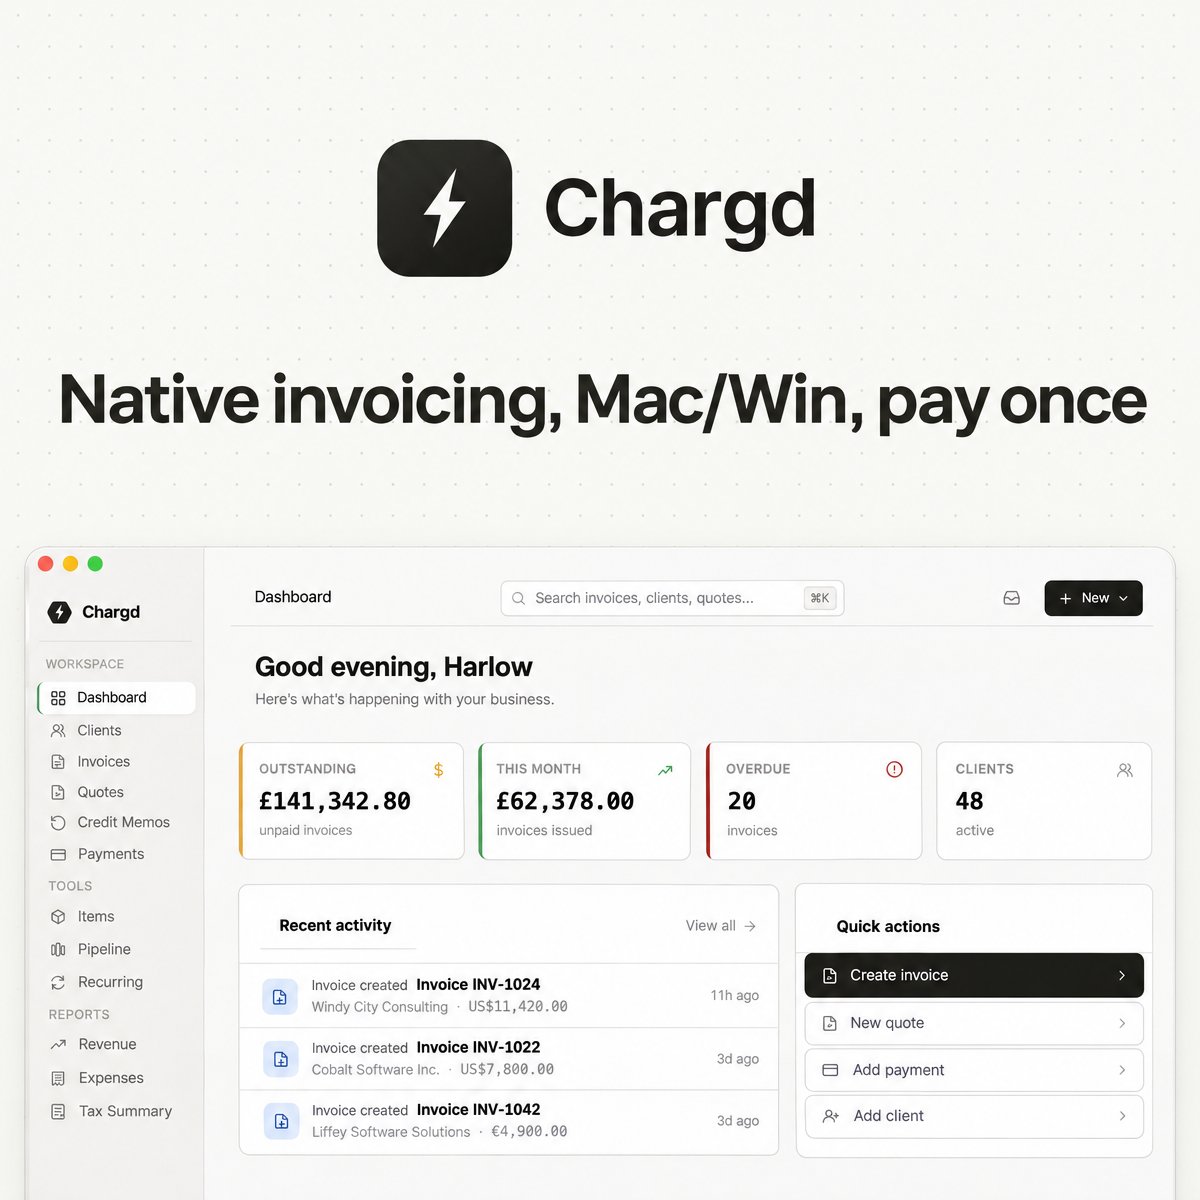 Chargd
Native invoicing, Mac/Win, pay once
Chargd
WORKSPACE
Dashboard
Clients
Invoices
Quotes
Credit Memos
Payments
TOOLS
Items
Pipeline
Recurring
REPORTS
Revenue
Expenses
Tax Summary
Dashboard
Search invoices, clients, quotes...
⌘K
+ New
Good evening, Harlow
Here's what's happening with your business.
OUTSTANDING
$
£141,342.80
unpaid invoices
THIS MONTH
£62,378.00
invoices issued
OVERDUE
20
invoices
CLIENTS
48
active
Recent activity
View all →
Invoice created Invoice INV-1024
Windy City Consulting · US$11,420.00
11h ago
Invoice created Invoice INV-1022
Cobalt Software Inc. · US$7,800.00
3d ago
Invoice created Invoice INV-1042
Liffey Software Solutions · €4,900.00
3d ago
Quick actions
Create invoice
New quote
Add payment
Add client